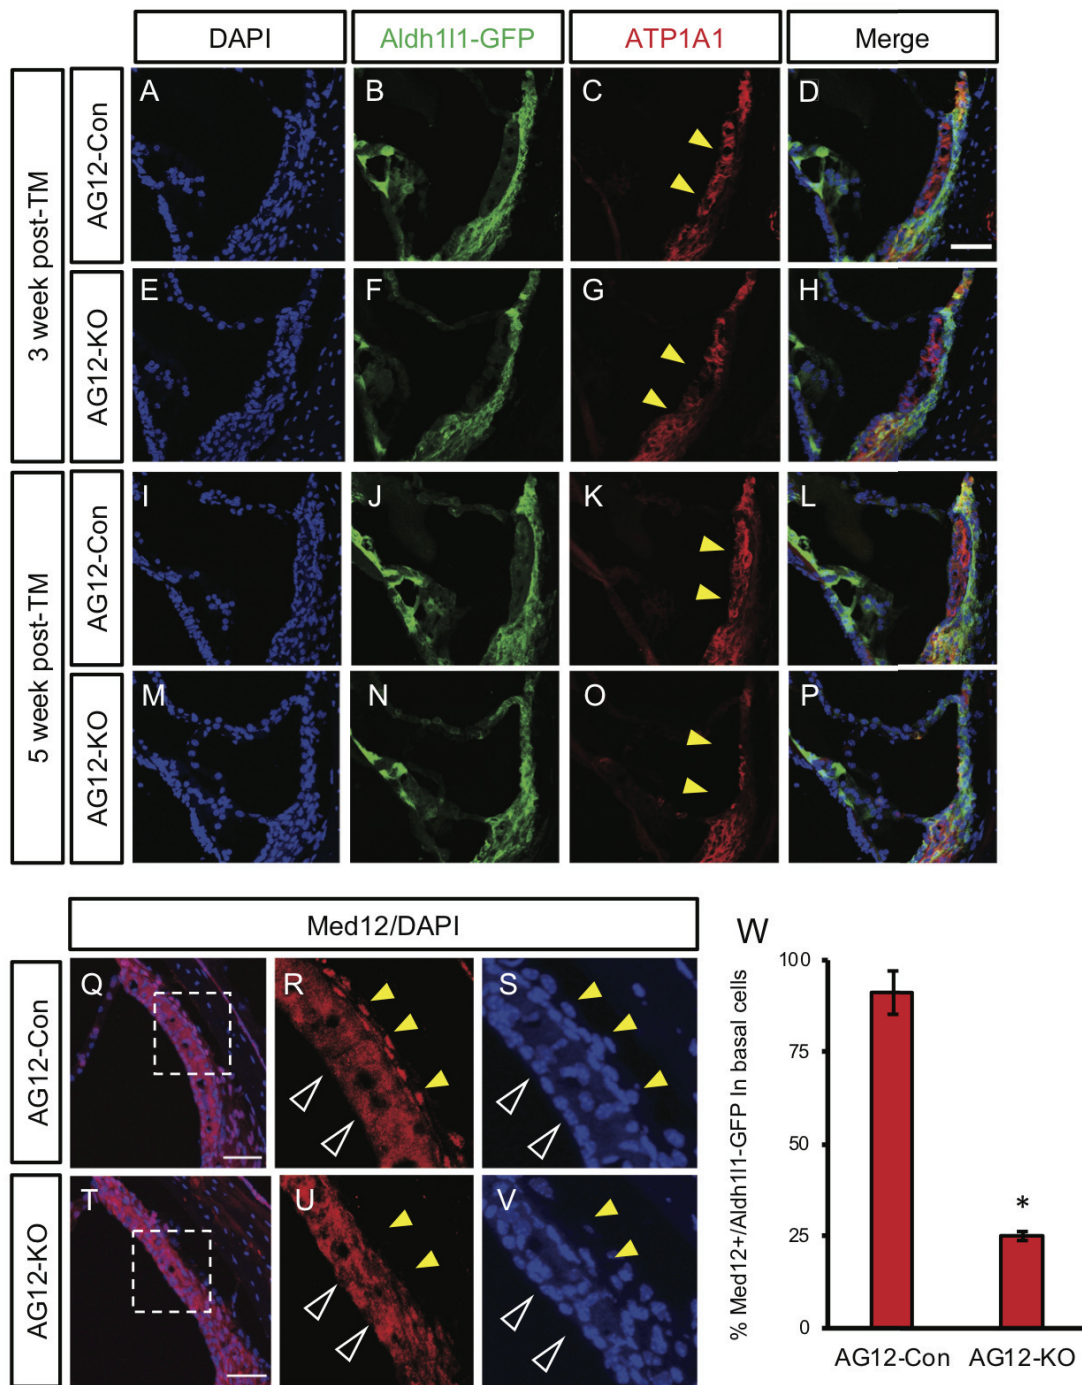 DAPI
Aldh1l1-GFP
ATP1A1
Merge
3 week post-TM
AG12-Con
A
B
C
D
AG12-KO
E
F
G
H
5 week post-TM
AG12-Con
I
J
K
L
AG12-KO
M
N
O
P
Med12/DAPI
AG12-Con
Q
R
S
AG12-KO
T
U
V
W
% Med12+/Aldh1l1-GFP In basal cells
100
75
50
25
0
*
AG12-Con AG12-KO